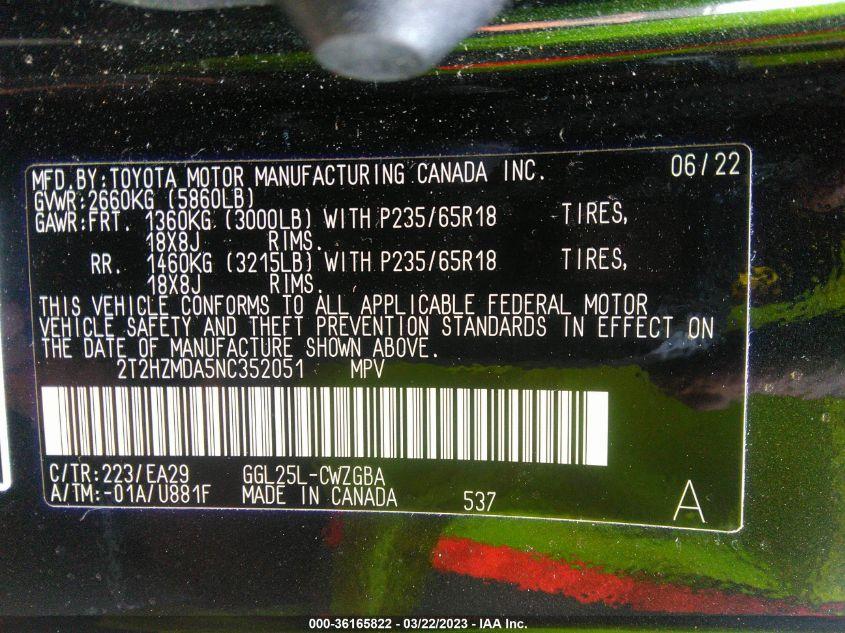 MFD.BY:TOYOTA MOTOR MANUFACTURING CANADA INC. 06/22
GVWR:2660KG (5860LB)
GAWR:FRT. 1360KG (3000LB) WITH P235/65R18 TIRES,
18X8J RIMS.
RR. 1460KG (3215LB) WITH P235/65R18 TIRES,
18X8J RIMS.
THIS VEHICLE CONFORMS TO ALL APPLICABLE FEDERAL MOTOR
VEHICLE SAFETY AND THEFT PREVENTION STANDARDS IN EFFECT ON
THE DATE OF MANUFACTURE SHOWN ABOVE.
2T2HZMDA5NC352051 MPV
C/TR:223/EA29 GGL25L-CWZGBA
A/TM:-01A/U881F MADE IN CANADA 537 A
000-36165822 - 03/22/2023 - IAA Inc.